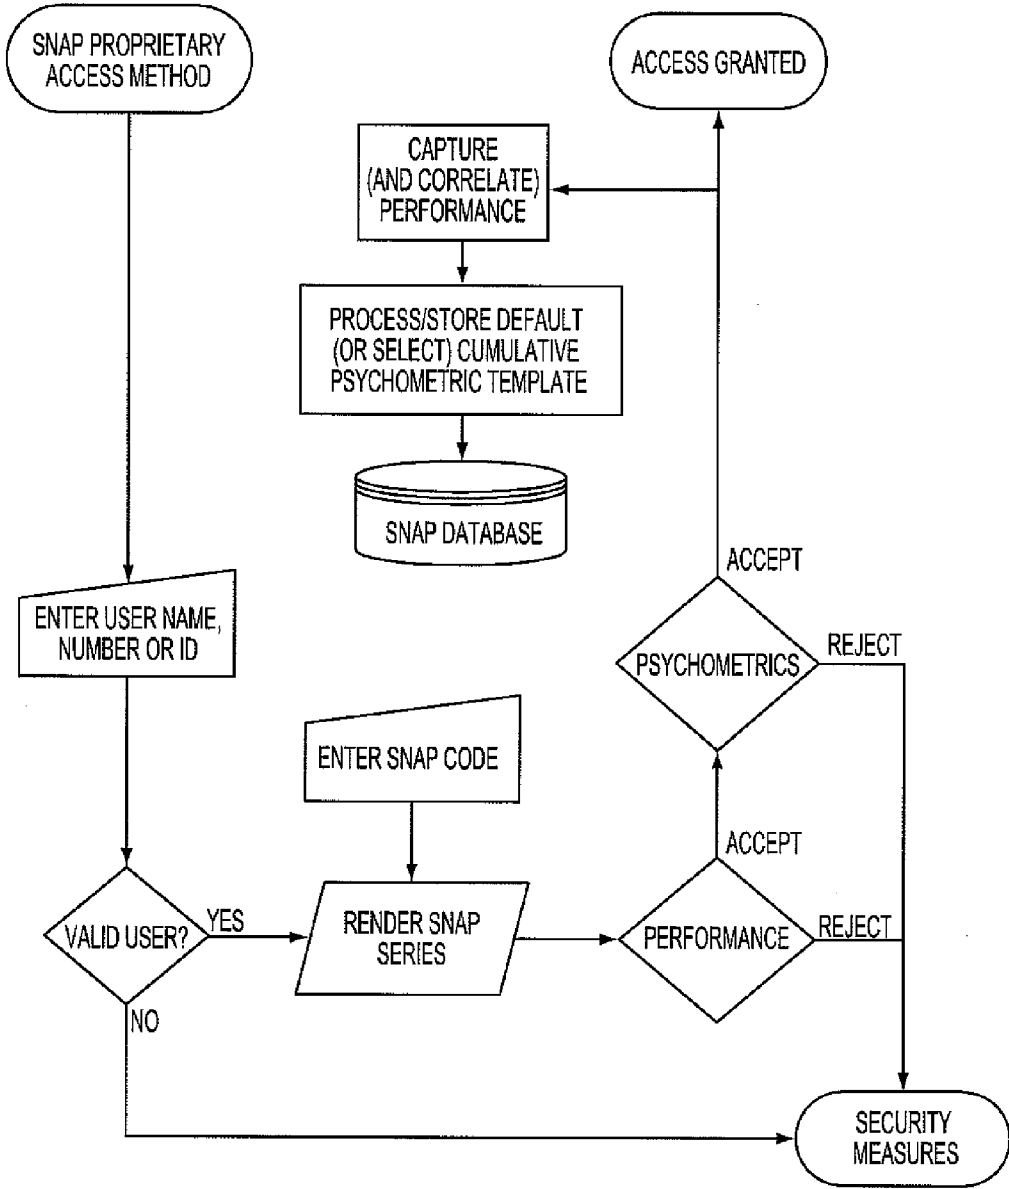 SNAP PROPRIETARY
ACCESS METHOD
ACCESS GRANTED
CAPTURE
(AND CORRELATE)
PERFORMANCE
PROCESS/STORE DEFAULT
(OR SELECT) CUMULATIVE
PSYCHOMETRIC TEMPLATE
SNAP DATABASE
ACCEPT
ENTER USER NAME,
NUMBER OR ID
PSYCHOMETRICS
REJECT
ENTER SNAP CODE
ACCEPT
VALID USER?
YES
RENDER SNAP
SERIES
PERFORMANCE
REJECT
NO
SECURITY
MEASURES